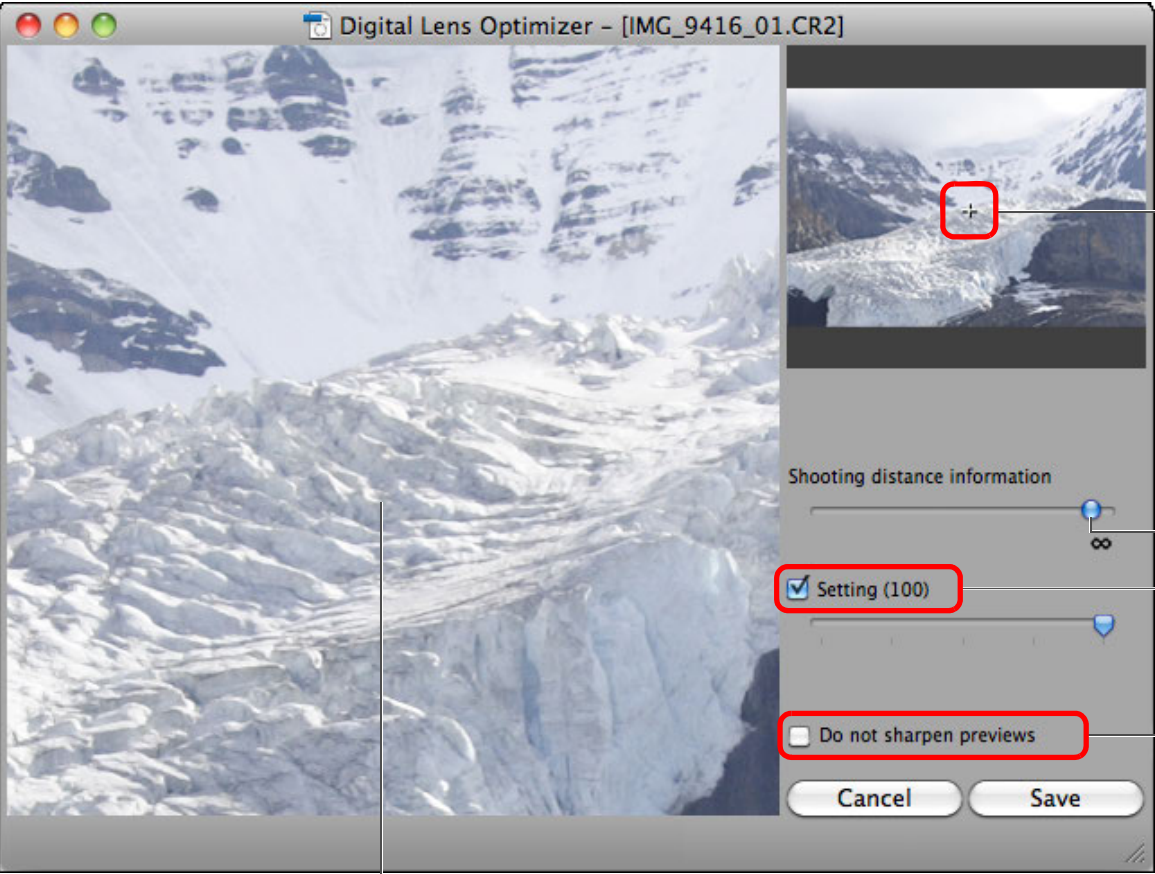 Digital Lens Optimizer – [IMG_9416_01.CR2]
Shooting distance information
∞
Setting (100)
Do not sharpen previews
Cancel
Save